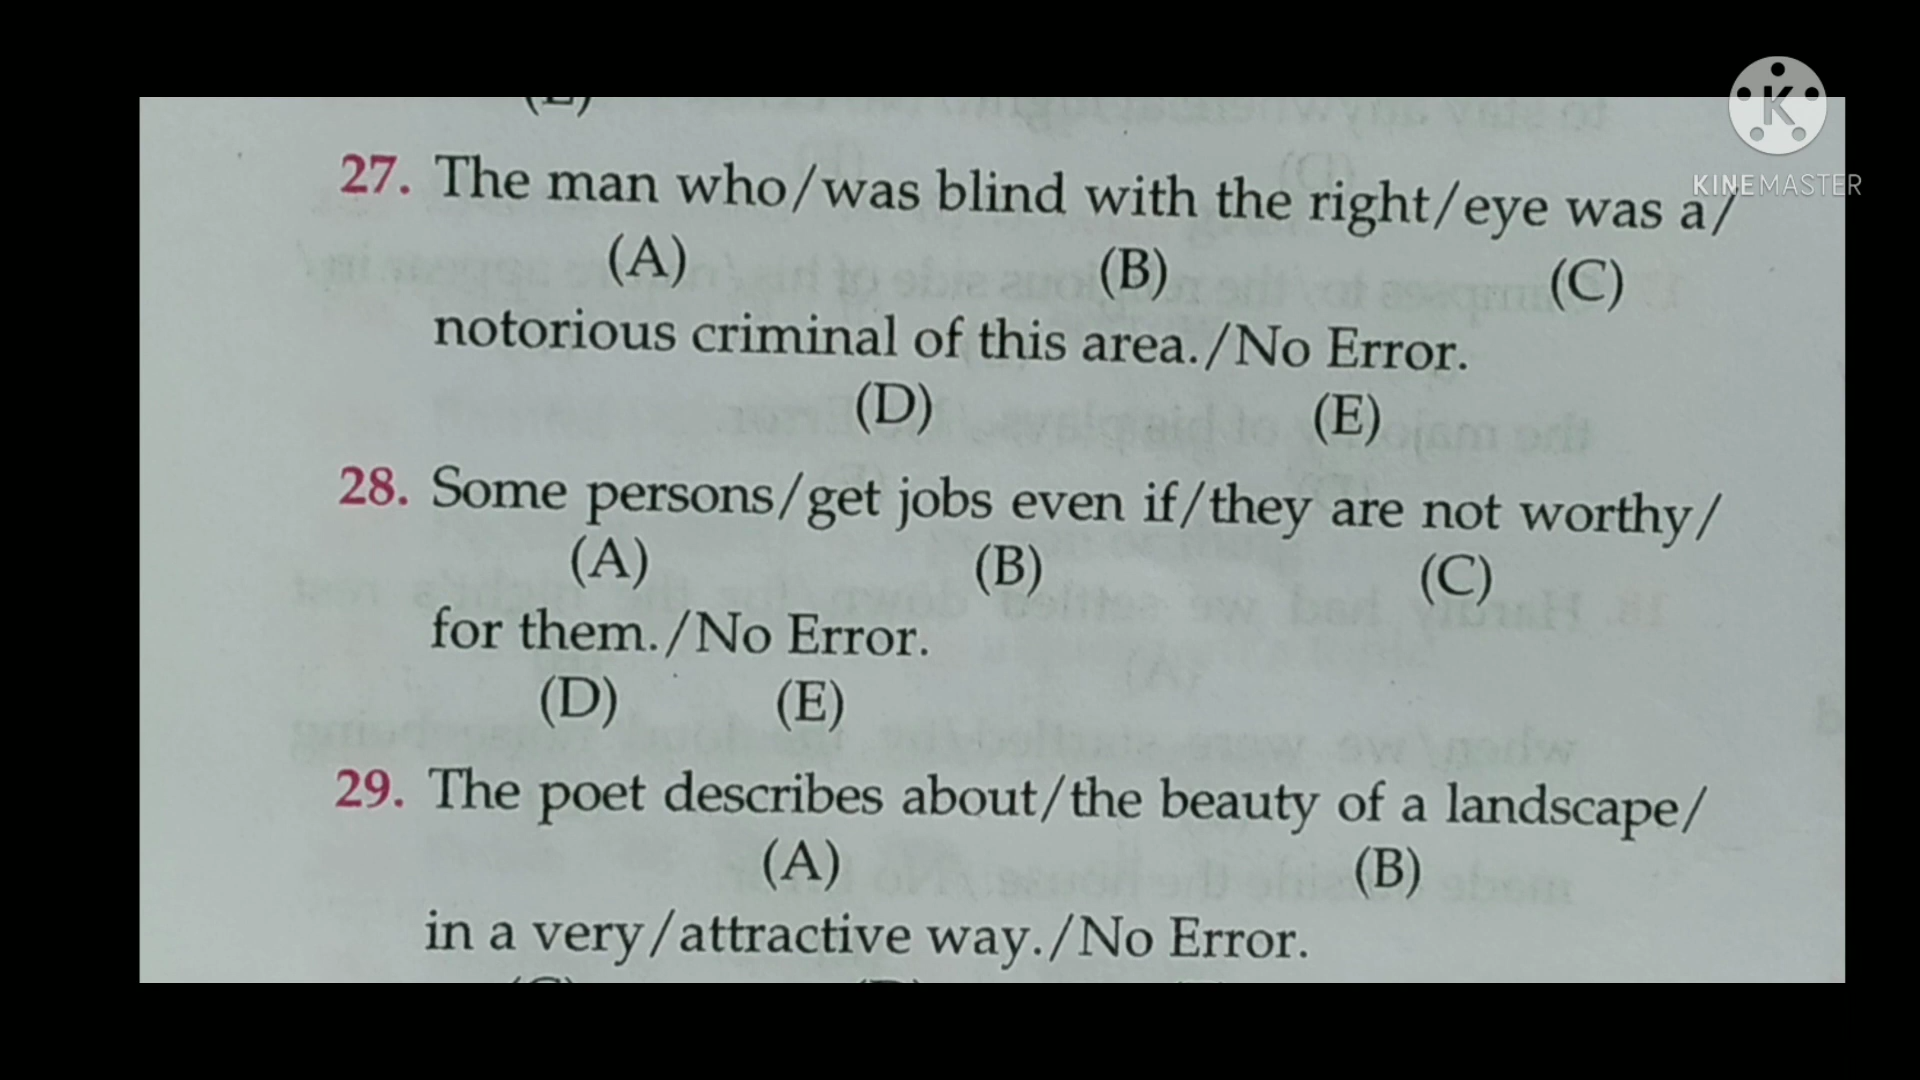 K
KINEMASTER
27. The man who/was blind with the right/eye was a/
(A) (B) (C)
notorious criminal of this area./No Error.
(D) (E)
28. Some persons/get jobs even if/they are not worthy/
(A) (B) (C)
for them./No Error.
(D) (E)
29. The poet describes about/the beauty of a landscape/
(A) (B)
in a very/attractive way./No Error.